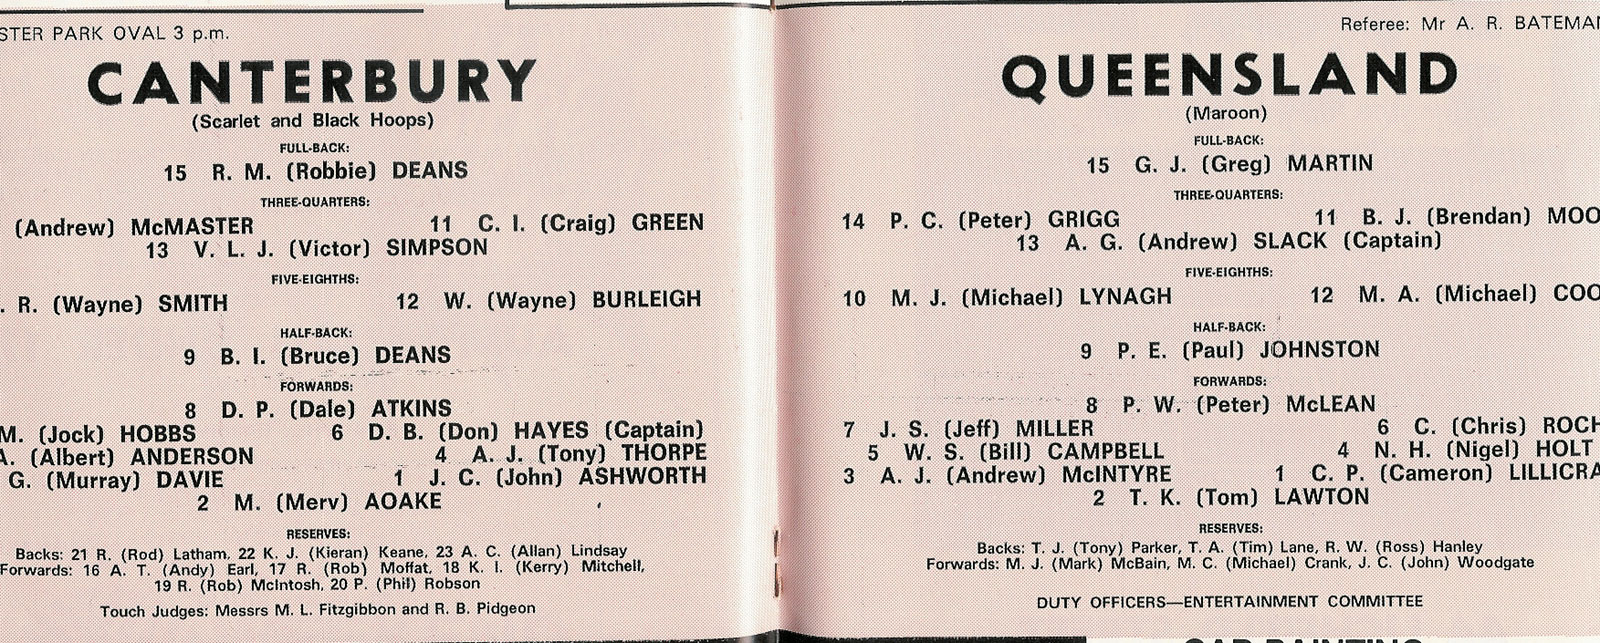 STER PARK OVAL 3 p.m.
CANTERBURY
(Scarlet and Black Hoops)
FULL-BACK:
15 R. M. (Robbie) DEANS
THREE-QUARTERS:
(Andrew) McMASTER 11 C. I. (Craig) GREEN
13 V. L. J. (Victor) SIMPSON
FIVE-EIGHTHS:
. R. (Wayne) SMITH 12 W. (Wayne) BURLEIGH
HALF-BACK:
9 B. I. (Bruce) DEANS
FORWARDS:
8 D. P. (Dale) ATKINS
M. (Jock) HOBBS 6 D. B. (Don) HAYES (Captain)
A. (Albert) ANDERSON 4 A. J. (Tony) THORPE
G. (Murray) DAVIE 1 J. C. (John) ASHWORTH
2 M. (Merv) AOAKE
RESERVES:
Backs: 21 R. (Rod) Latham, 22 K. J. (Kieran) Keane, 23 A. C. (Allan) Lindsay
Forwards: 16 A. T. (Andy) Earl, 17 R. (Rob) Moffat, 18 K. I. (Kerry) Mitchell,
19 R. (Rob) McIntosh, 20 P. (Phil) Robson
Touch Judges: Messrs M. L. Fitzgibbon and R. B. Pidgeon
Referee: Mr A. R. BATEMAN
QUEENSLAND
(Maroon)
FULL-BACK:
15 G. J. (Greg) MARTIN
THREE-QUARTERS:
14 P. C. (Peter) GRIGG 11 B. J. (Brendan) MOO
13 A. G. (Andrew) SLACK (Captain)
FIVE-EIGHTHS:
10 M. J. (Michael) LYNAGH 12 M. A. (Michael) COO
HALF-BACK:
9 P. E. (Paul) JOHNSTON
FORWARDS:
8 P. W. (Peter) McLEAN
7 J. S. (Jeff) MILLER 6 C. (Chris) ROCH
5 W. S. (Bill) CAMPBELL 4 N. H. (Nigel) HOLT
3 A. J. (Andrew) McINTYRE 1 C. P. (Cameron) LILLICRA
2 T. K. (Tom) LAWTON
RESERVES:
Backs: T. J. (Tony) Parker, T. A. (Tim) Lane, R. W. (Ross) Hanley
Forwards: M. J. (Mark) McBain, M. C. (Michael) Crank, J. C. (John) Woodgate
DUTY OFFICERS—ENTERTAINMENT COMMITTEE